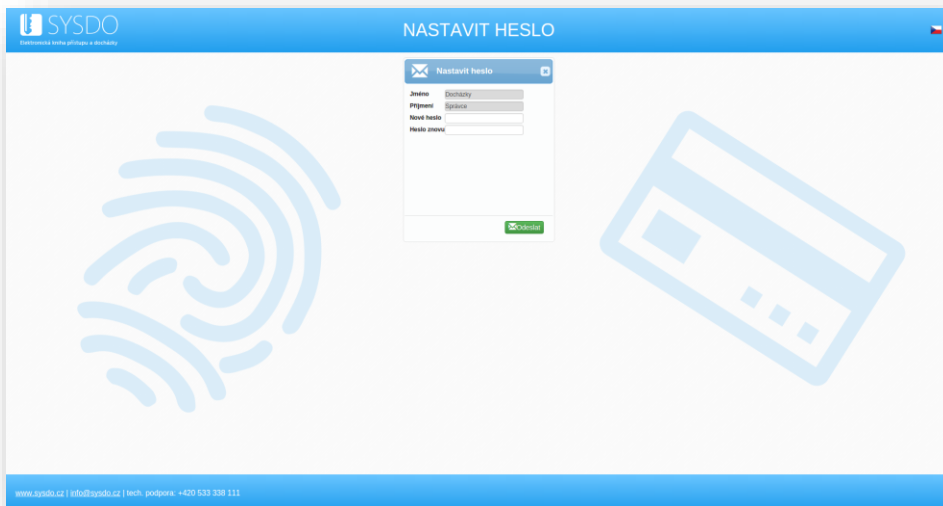 SYSDO
Elektronická kniha přístupu a docházky
NASTAVIT HESLO
Nastavit heslo
Jméno Docházky
Příjmení Správce
Nové heslo
Heslo znovu
Odeslat
www.sysdo.cz | info@sysdo.cz | tech. podpora: +420 533 338 111